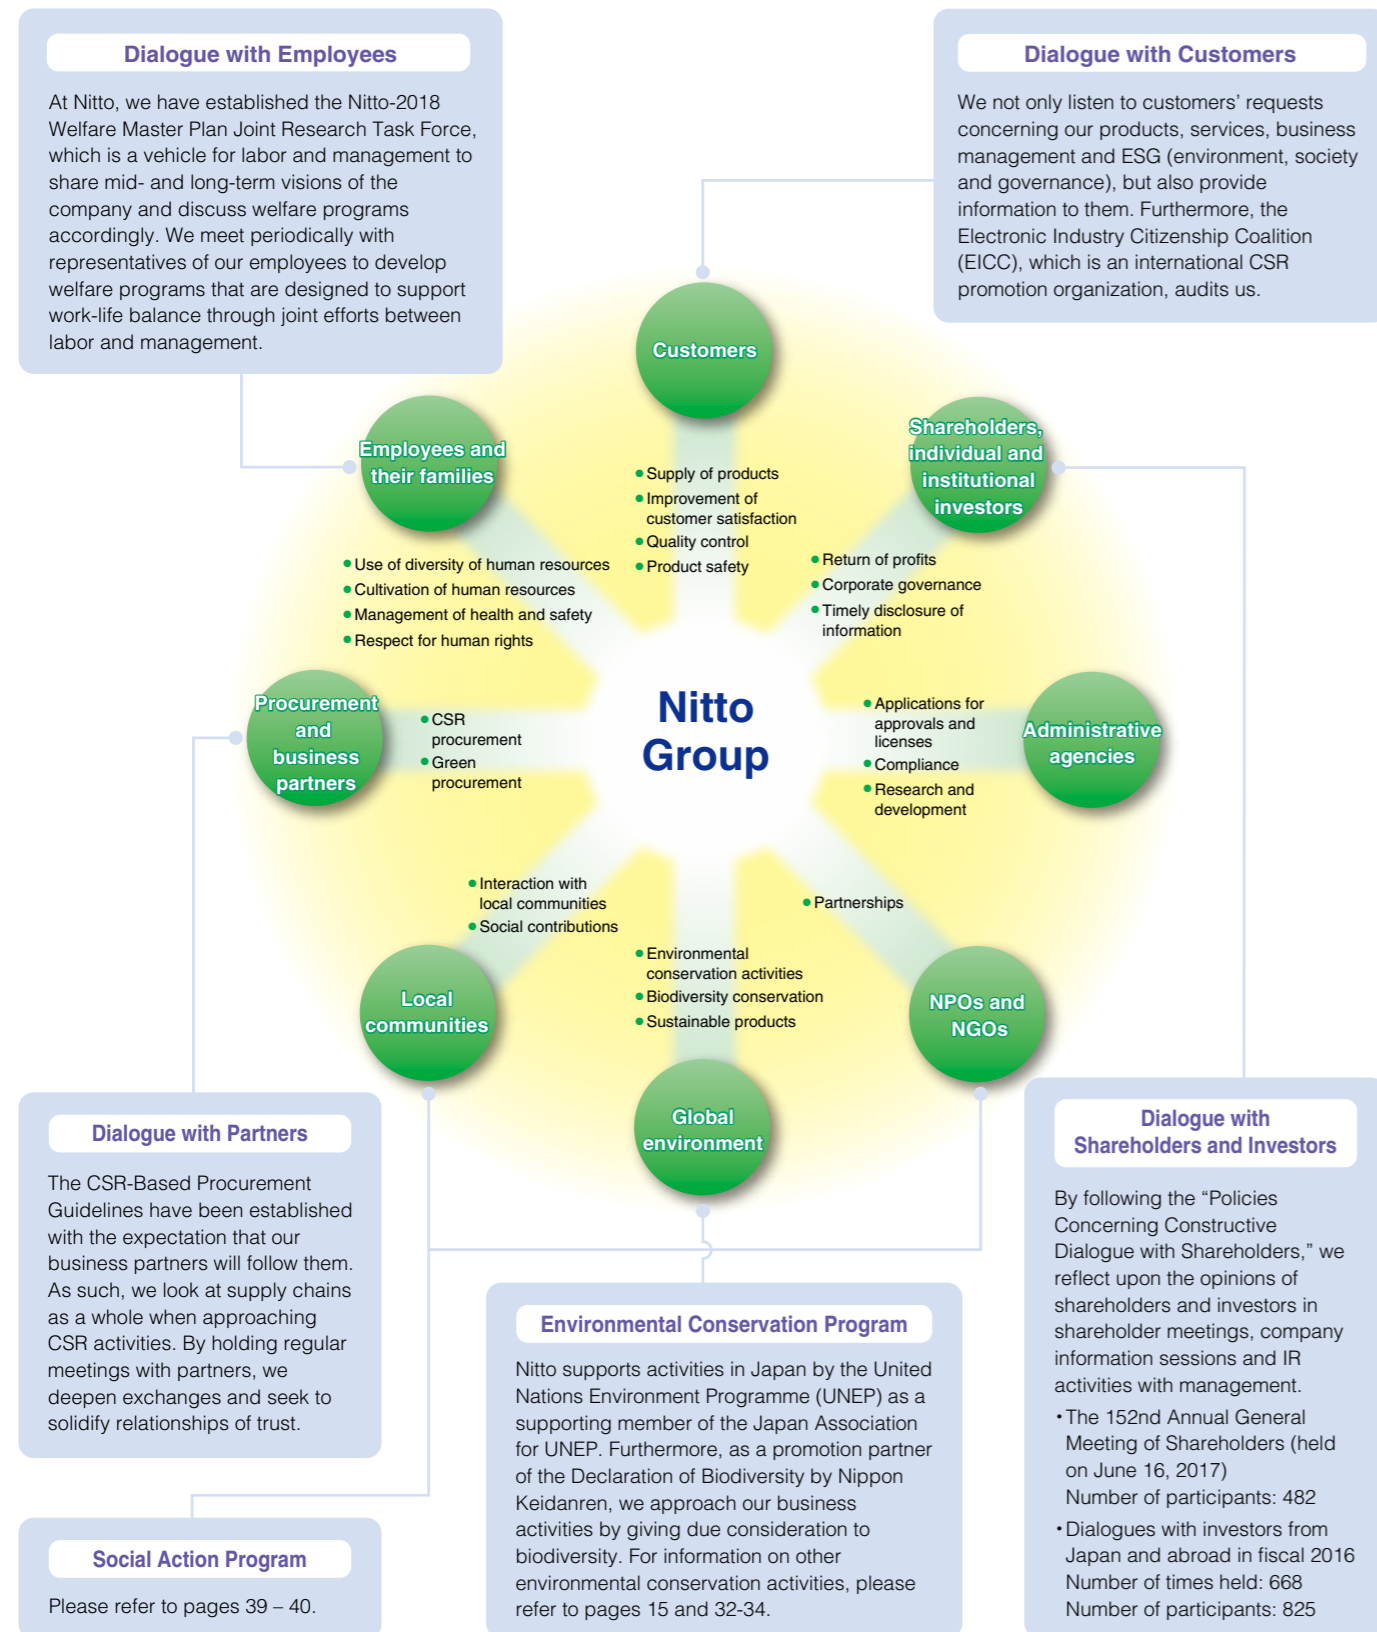 Dialogue with Employees
At Nitto, we have established the Nitto-2018
Welfare Master Plan Joint Research Task Force,
which is a vehicle for labor and management to
share mid- and long-term visions of the
company and discuss welfare programs
accordingly. We meet periodically with
representatives of our employees to develop
welfare programs that are designed to support
work-life balance through joint efforts between
labor and management.
Dialogue with Customers
We not only listen to customers’ requests
concerning our products, services, business
management and ESG (environment, society
and governance), but also provide
information to them. Furthermore, the
Electronic Industry Citizenship Coalition
(EICC), which is an international CSR
promotion organization, audits us.
Customers
• Supply of products
• Improvement of
customer satisfaction
• Quality control
• Product safety
Employees and
their families
• Use of diversity of human resources
• Cultivation of human resources
• Management of health and safety
• Respect for human rights
Shareholders,
individual and
institutional
investors
• Return of profits
• Corporate governance
• Timely disclosure of
information
Procurement
and
business
partners
• CSR
procurement
• Green
procurement
Nitto
Group
• Applications for
approvals and
licenses
• Compliance
• Research and
development
Administrative
agencies
• Interaction with
local communities
• Social contributions
Local
communities
• Environmental
conservation activities
• Biodiversity conservation
• Sustainable products
Global
environment
• Partnerships
NPOs and
NGOs
Dialogue with Partners
The CSR-Based Procurement
Guidelines have been established
with the expectation that our
business partners will follow them.
As such, we look at supply chains
as a whole when approaching
CSR activities. By holding regular
meetings with partners, we
deepen exchanges and seek to
solidify relationships of trust.
Social Action Program
Please refer to pages 39 – 40.
Environmental Conservation Program
Nitto supports activities in Japan by the United
Nations Environment Programme (UNEP) as a
supporting member of the Japan Association
for UNEP. Furthermore, as a promotion partner
of the Declaration of Biodiversity by Nippon
Keidanren, we approach our business
activities by giving due consideration to
biodiversity. For information on other
environmental conservation activities, please
refer to pages 15 and 32-34.
Dialogue with
Shareholders and Investors
By following the “Policies
Concerning Constructive
Dialogue with Shareholders,” we
reflect upon the opinions of
shareholders and investors in
shareholder meetings, company
information sessions and IR
activities with management.
・The 152nd Annual General
Meeting of Shareholders (held
on June 16, 2017)
Number of participants: 482
・Dialogues with investors from
Japan and abroad in fiscal 2016
Number of times held: 668
Number of participants: 825